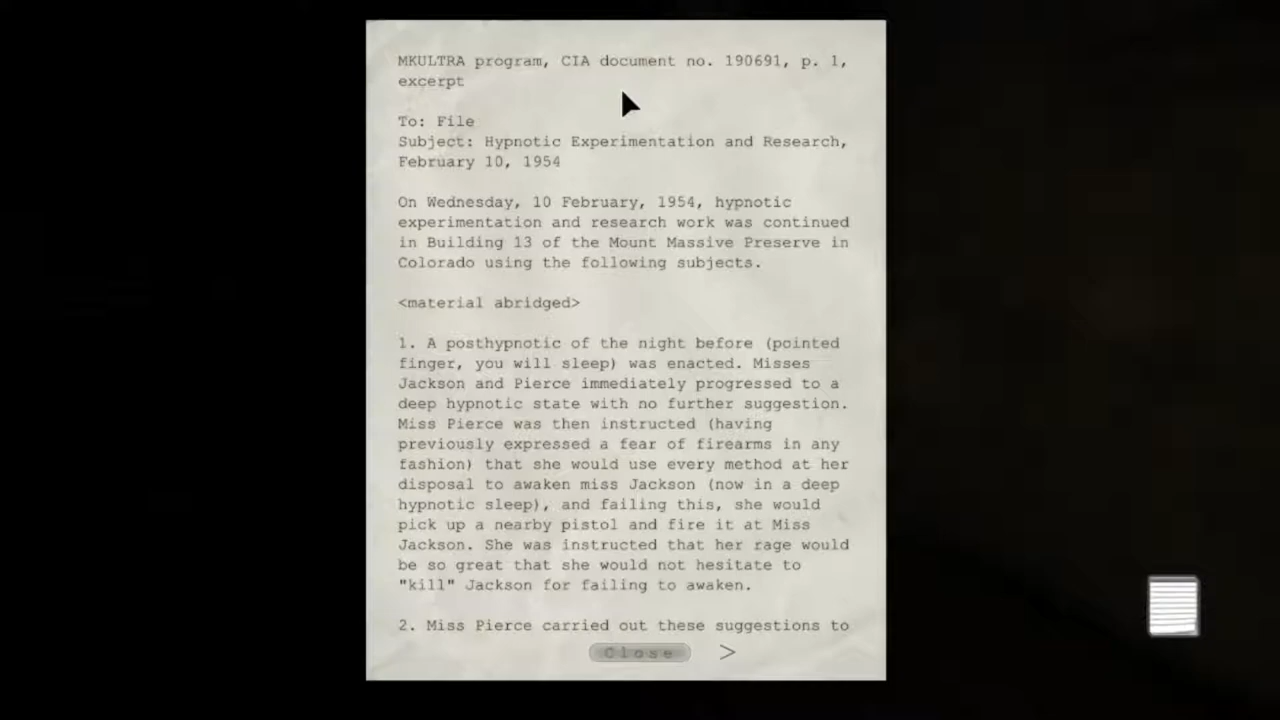 MKULTRA program, CIA document no. 190691, p. 1,
excerpt
To: File
Subject: Hypnotic Experimentation and Research,
February 10, 1954
On Wednesday, 10 February, 1954, hypnotic
experimentation and research work was continued
in Building 13 of the Mount Massive Preserve in
Colorado using the following subjects.
<material abridged>
1. A posthypnotic of the night before (pointed
finger, you will sleep) was enacted. Misses
Jackson and Pierce immediately progressed to a
deep hypnotic state with no further suggestion.
Miss Pierce was then instructed (having
previously expressed a fear of firearms in any
fashion) that she would use every method at her
disposal to awaken miss Jackson (now in a deep
hypnotic sleep), and failing this, she would
pick up a nearby pistol and fire it at Miss
Jackson. She was instructed that her rage would
be so great that she would not hesitate to
"kill" Jackson for failing to awaken.
2. Miss Pierce carried out these suggestions to
Close >